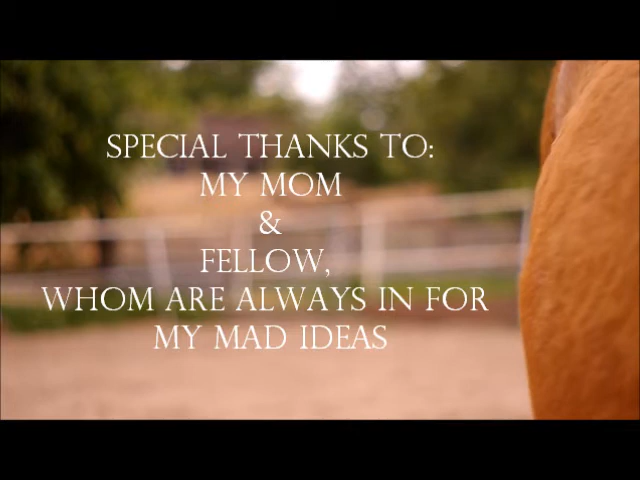 SPECIAL THANKS TO:
MY MOM
&
FELLOW,
WHOM ARE ALWAYS IN FOR
MY MAD IDEAS